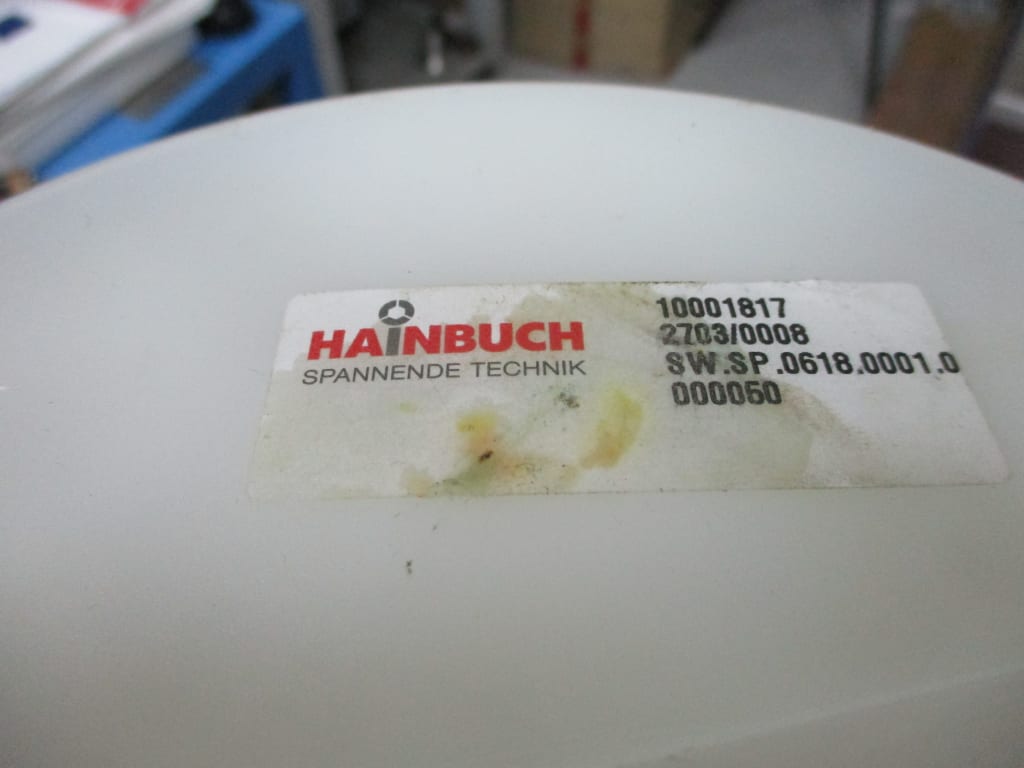 HAINBUCH
SPANNENDE TECHNIK
10001817
2703/0008
SW.SP.0618.0001.0
000050